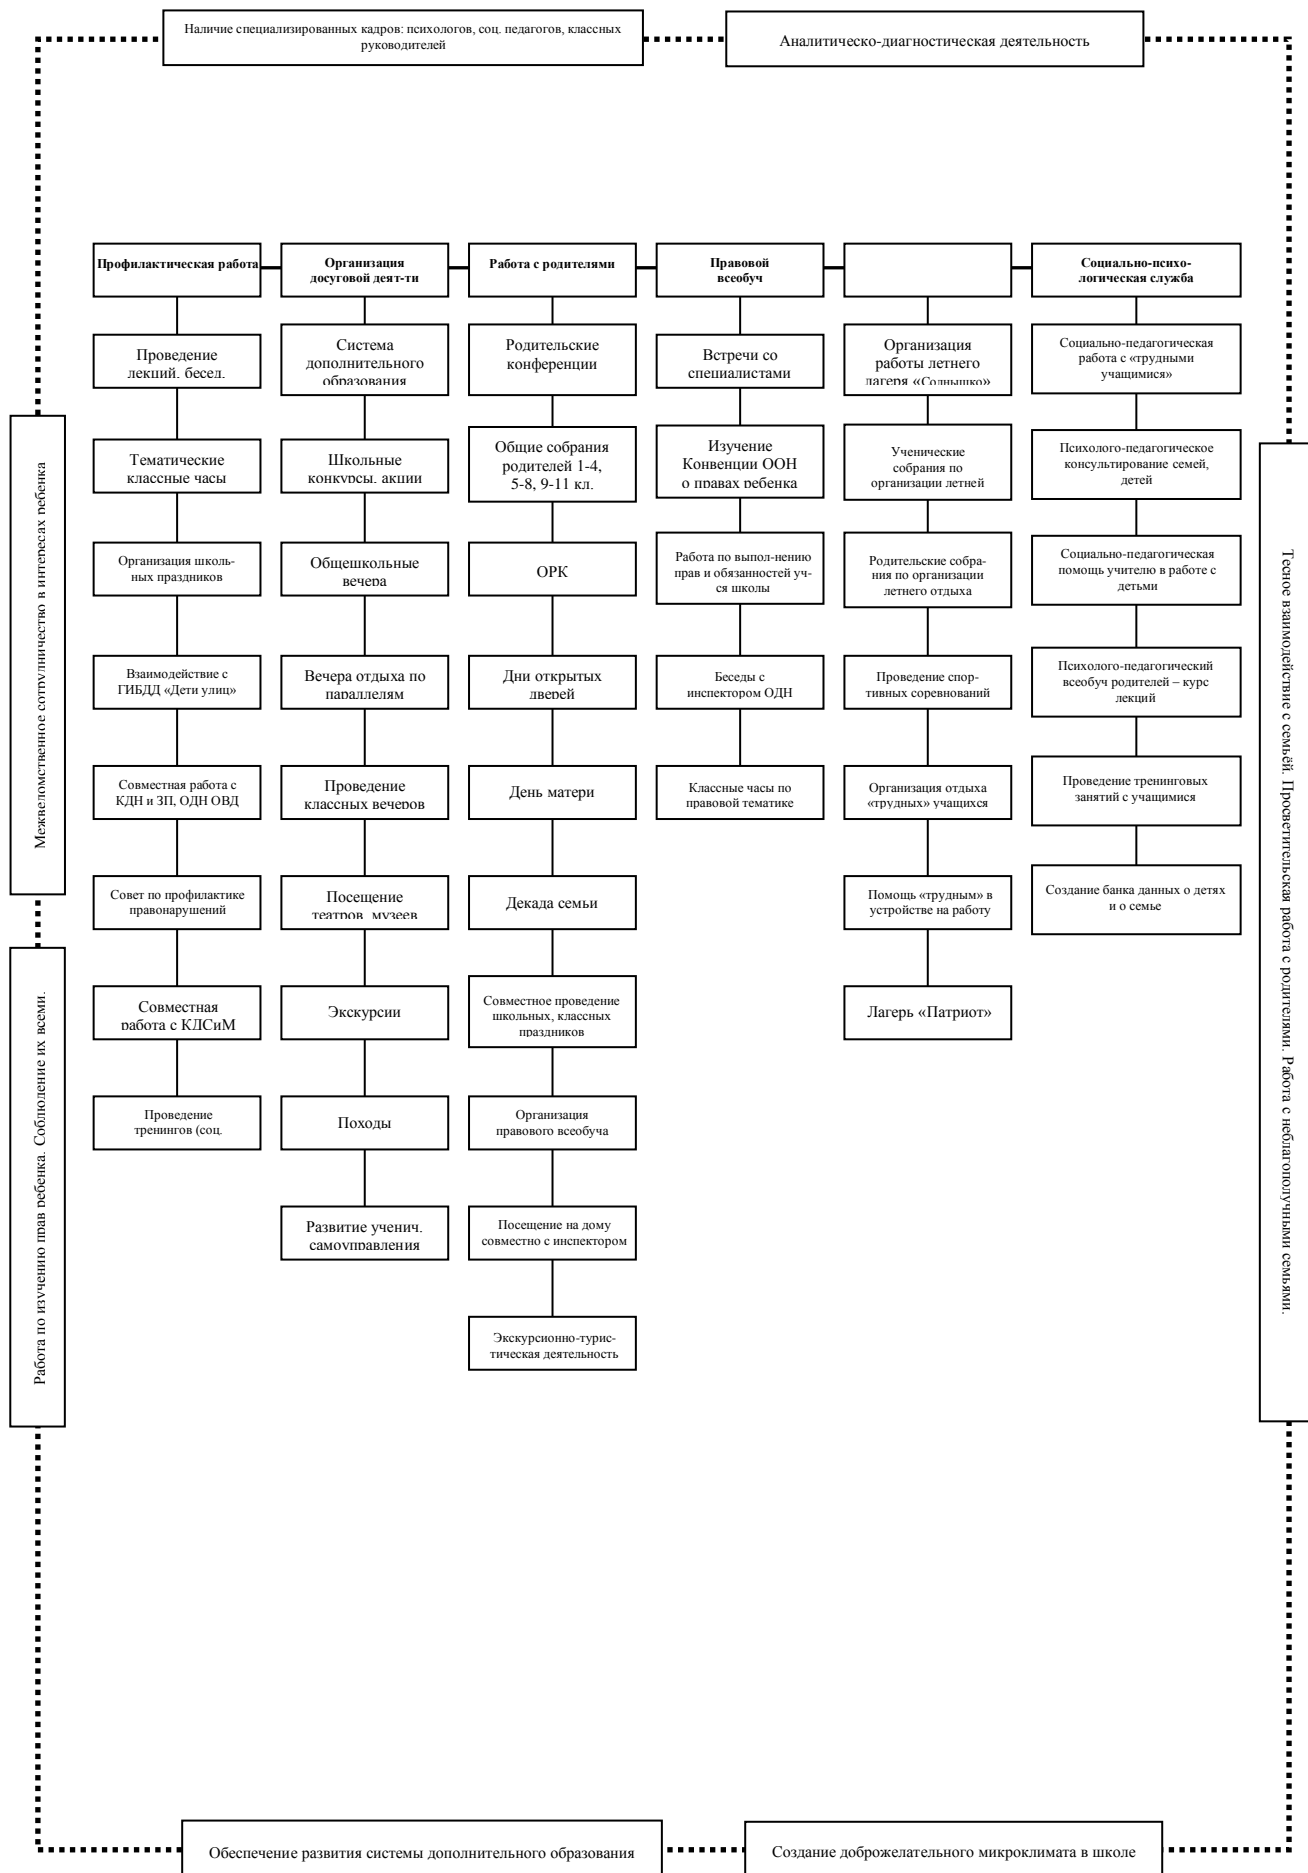 Наличие специализированных кадров: психологов, соц. педагогов, классных
руководителей
Аналитическо-диагностическая деятельность
Межведомственное сотрудничество в интересах ребенка
Работа по изучению прав ребенка. Соблюдение их всеми.
Профилактическая работа
Проведение
лекций, бесед,
Тематические
классные часы
Организация школь-
ных праздников
Взаимодействие с
ГИБДД «Дети улиц»
Совместная работа с
КДН и ЗП, ОДН ОВД
Совет по профилактике
правонарушений
Совместная
работа с КДСиМ
Проведение
тренингов (соц.
Организация
досуговой деят-ти
Система
дополнительного
образования
Школьные
конкурсы, акции
Общешкольные
вечера
Вечера отдыха по
параллелям
Проведение
классных вечеров
Посещение
театров, музеев
Экскурсии
Походы
Развитие ученич.
самоуправления
Работа с родителями
Родительские
конференции
Общие собрания
родителей 1-4,
5-8, 9-11 кл.
ОРК
Дни открытых
дверей
День матери
Декада семьи
Совместное проведение
школьных, классных
праздников
Организация
правового всеобуча
Посещение на дому
совместно с инспектором
Экскурсионно-турис-
тическая деятельность
Правовой
всеобуч
Встречи со
специалистами
Изучение
Конвенции ООН
о правах ребенка
Работа по выпол-нению
прав и обязанностей уч-
ся школы
Беседы с
инспектором ОДН
Классные часы по
правовой тематике
Организация
работы летнего
лагеря «Солнышко»
Ученические
собрания по
организации летней
Родительские собра-
ния по организации
летнего отдыха
Проведение спор-
тивных соревнований
Организация отдыха
«трудных» учащихся
Помощь «трудным» в
устройстве на работу
Лагерь «Патриот»
Социально-психо-
логическая служба
Социально-педагогическая
работа с «трудными
учащимися»
Психолого-педагогическое
консультирование семей,
детей
Социально-педагогическая
помощь учителю в работе с
детьми
Психолого-педагогический
всеобуч родителей – курс
лекций
Проведение тренинговых
занятий с учащимися
Создание банка данных о детях
и о семье
Тесное взаимодействие с семьёй. Просветительская работа с родителями. Работа с неблагополучными семьями.
Обеспечение развития системы дополнительного образования
Создание доброжелательного микроклимата в школе